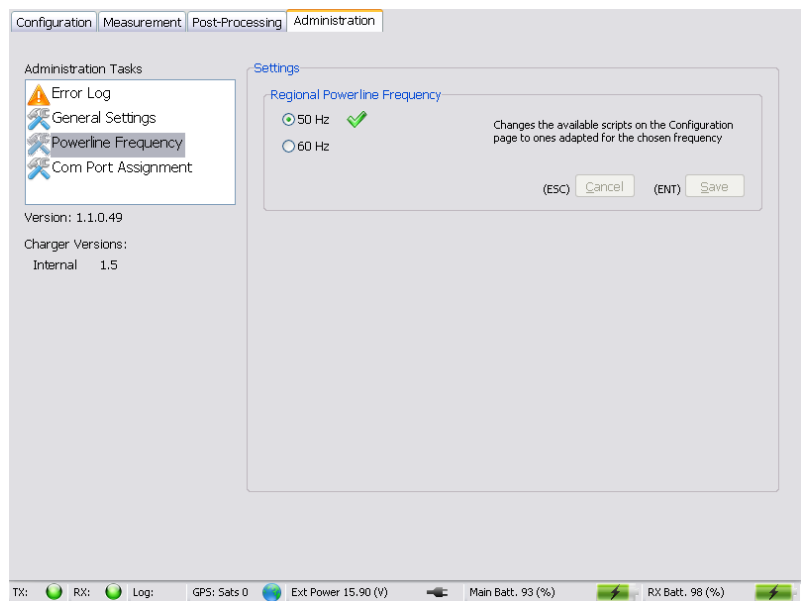 Configuration Measurement Post-Processing Administration
Administration Tasks
Error Log
General Settings
Powerline Frequency
Com Port Assignment
Version: 1.1.0.49
Charger Versions:
Internal 1.5
Settings
Regional Powerline Frequency
50 Hz
60 Hz
Changes the available scripts on the Configuration
page to ones adapted for the chosen frequency
(ESC) Cancel (ENT) Save
TX: RX: Log: GPS: Sats 0 Ext Power 15.90 (V) Main Batt. 93 (%) RX Batt. 98 (%)